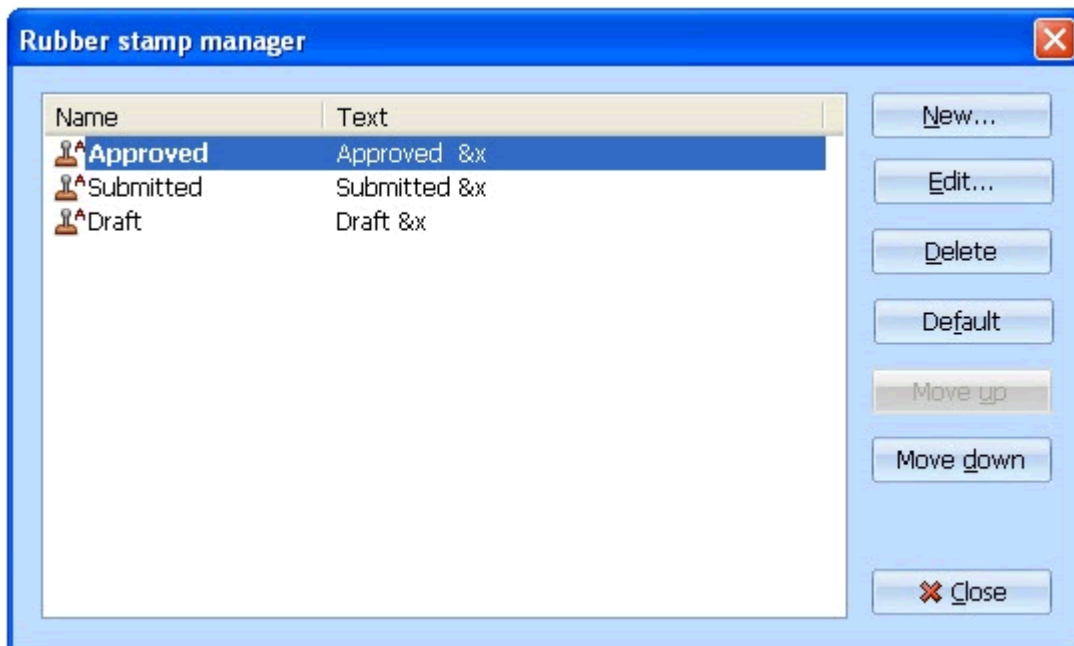 Rubber stamp manager
Name Text
Approved Approved &x
Submitted Submitted &x
Draft Draft &x
New...
Edit...
Delete
Default
Move up
Move down
Close